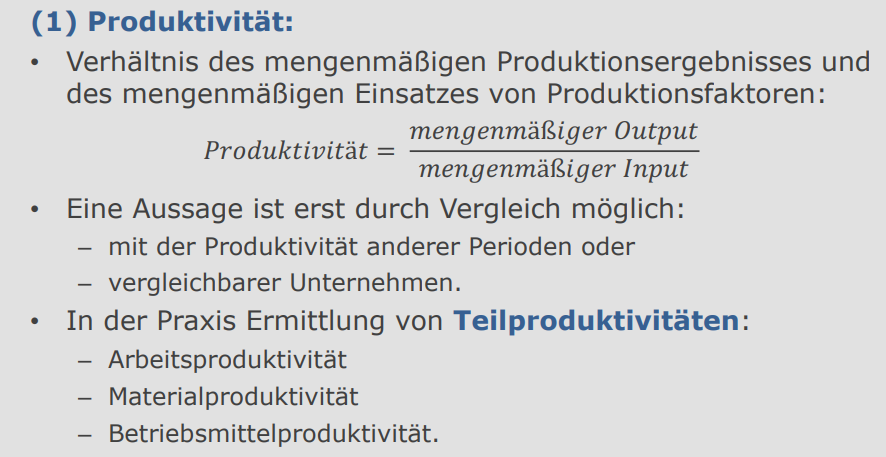 (1) Produktivität:
• Verhältnis des mengenmäßigen Produktionsergebnisses und
des mengenmäßigen Einsatzes von Produktionsfaktoren:
Produktivität = mengenmäßiger Output
mengenmäßiger Input
• Eine Aussage ist erst durch Vergleich möglich:
– mit der Produktivität anderer Perioden oder
– vergleichbarer Unternehmen.
• In der Praxis Ermittlung von Teilproduktivitäten:
– Arbeitsproduktivität
– Materialproduktivität
– Betriebsmittelproduktivität.